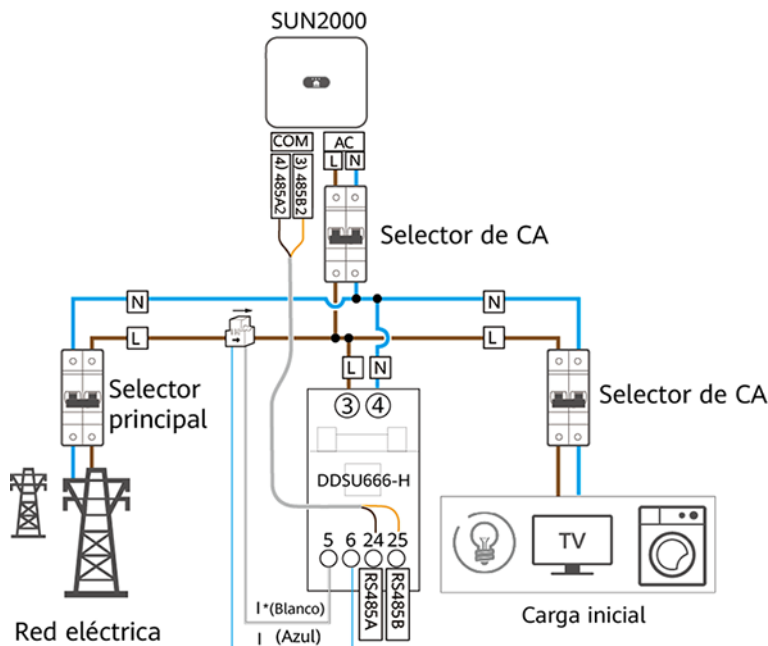 SUN2000
COM
AC
L
N
4) 485A2
3) 485B2
Selector de CA
N
N
L
L
Selector
principal
L
N
3
4
Selector de CA
DDSU666-H
TV
5
6
24
25
RS485A
RS485B
I*(Blanco)
I (Azul)
Carga inicial
Red eléctrica